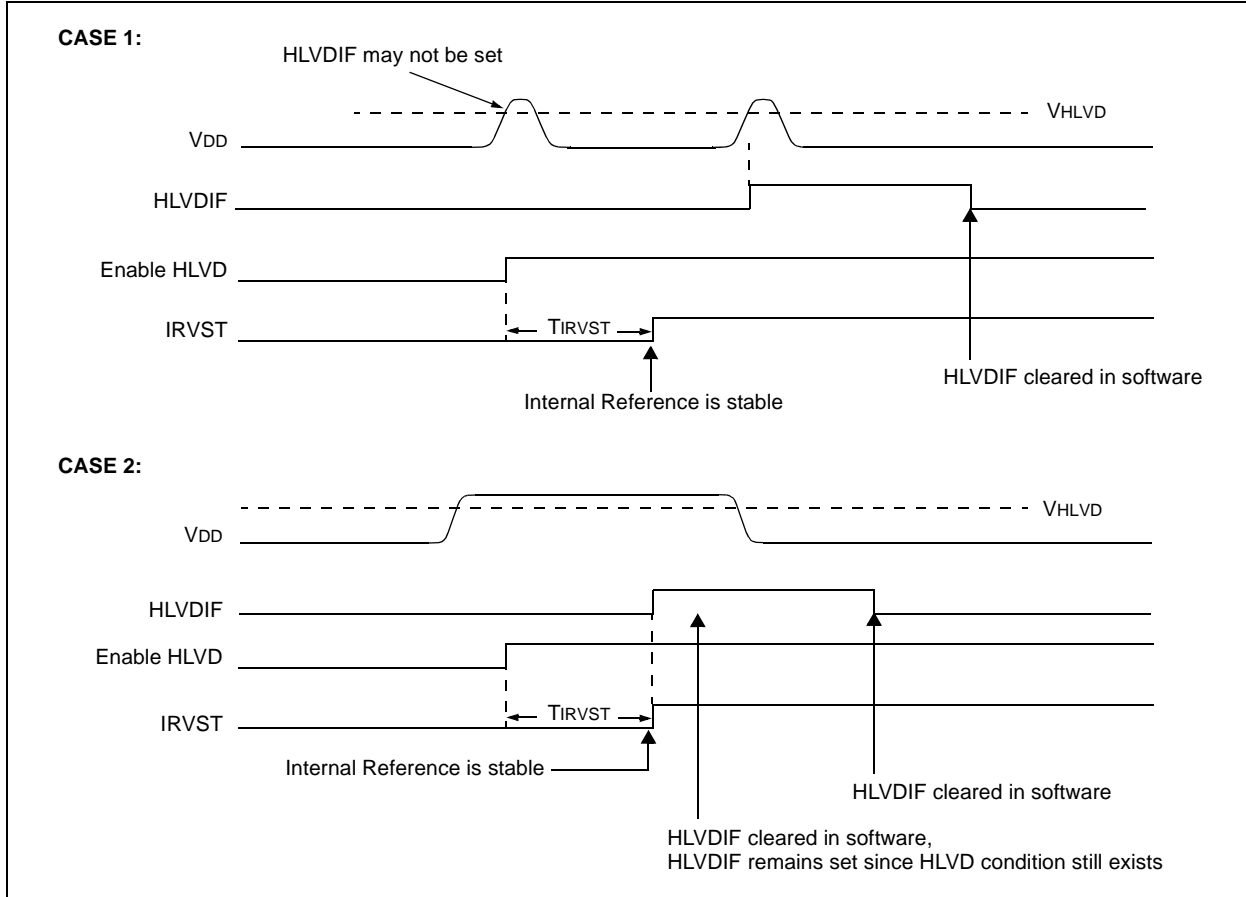 CASE 1:
HLVDIF may not be set
VHLVD
VDD
HLVDIF
Enable HLVD
TIRVST
IRVST
HLVDIF cleared in software
Internal Reference is stable
CASE 2:
VHLVD
VDD
HLVDIF
Enable HLVD
TIRVST
IRVST
Internal Reference is stable
HLVDIF cleared in software
HLVDIF cleared in software,
HLVDIF remains set since HLVD condition still exists